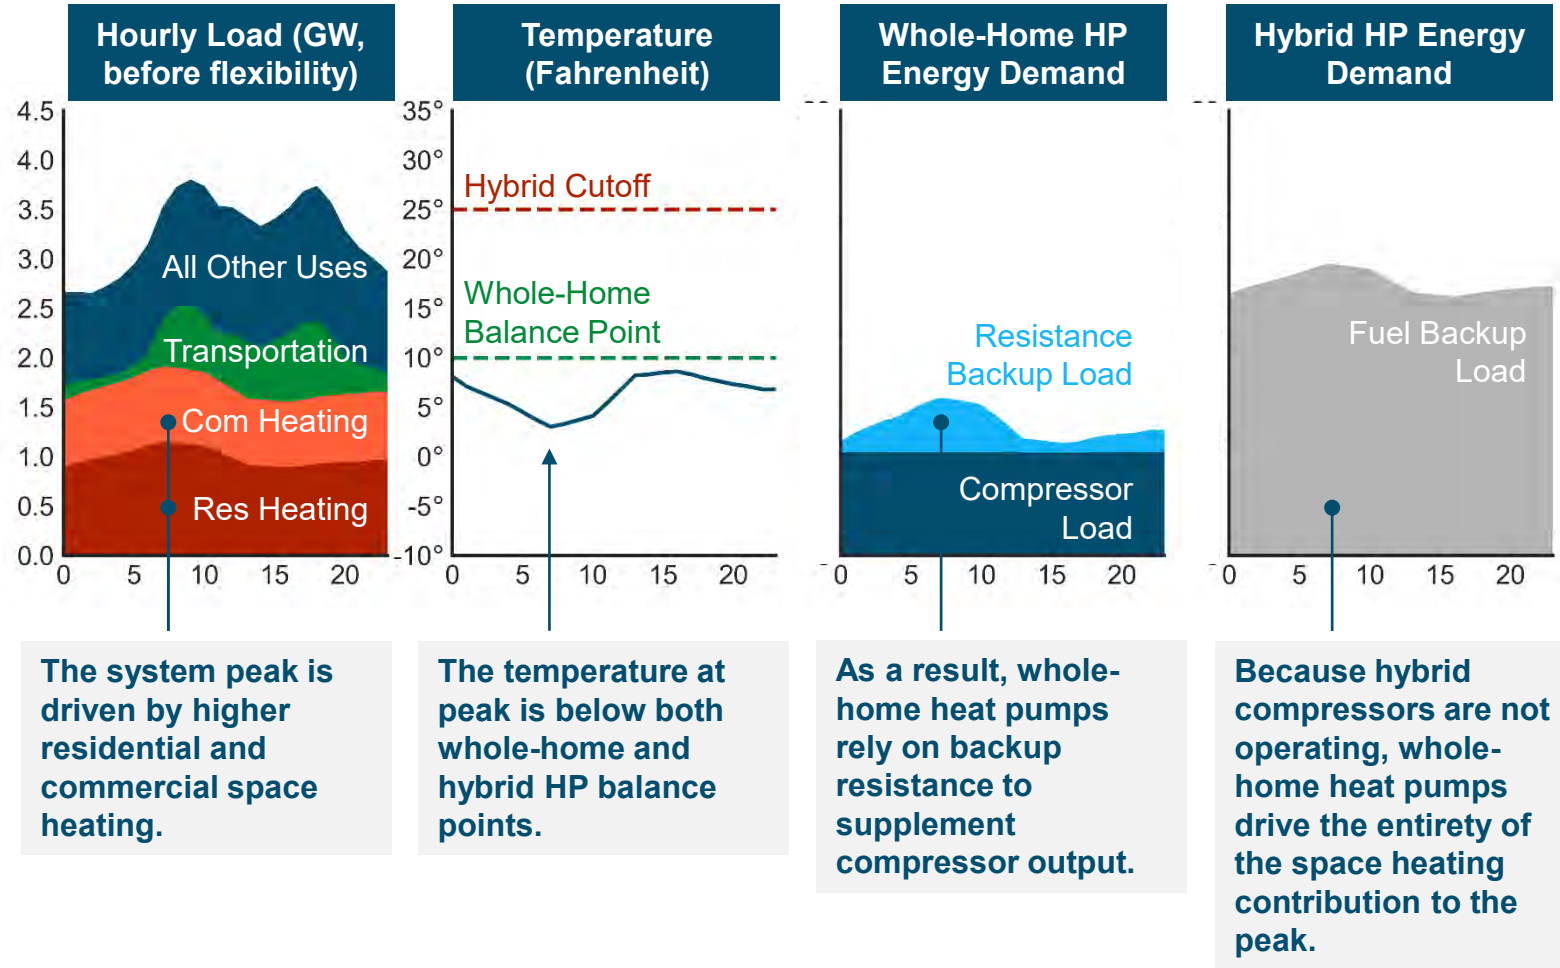 Hourly Load (GW,
before flexibility)
4.5
4.0
3.5
3.0
2.5
2.0
1.5
1.0
0.5
0.0
0 5 10 15 20
All Other Uses
Transportation
Com Heating
Res Heating
The system peak is
driven by higher
residential and
commercial space
heating.
Temperature
(Fahrenheit)
35°
30°
25°
20°
15°
10°
5°
0°
-5°
-10°
0 5 10 15 20
Hybrid Cutoff
Whole-Home
Balance Point
The temperature at
peak is below both
whole-home and
hybrid HP balance
points.
Whole-Home HP
Energy Demand
Resistance
Backup Load
Compressor
Load
0 5 10 15 20
As a result, whole-
home heat pumps
rely on backup
resistance to
supplement
compressor output.
Hybrid HP Energy
Demand
Fuel Backup
Load
0 5 10 15 20
Because hybrid
compressors are not
operating, whole-
home heat pumps
drive the entirety of
the space heating
contribution to the
peak.